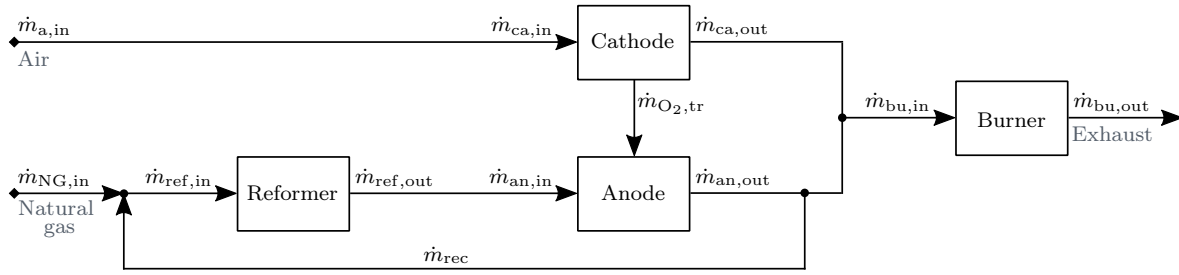 ṁa,in
ṁca,in
Cathode
ṁca,out
Air
ṁO2,tr
ṁbu,in
Burner
ṁbu,out
Exhaust
ṁNG,in
ṁref,in
Reformer
ṁref,out
ṁan,in
Anode
ṁan,out
Natural
gas
ṁrec